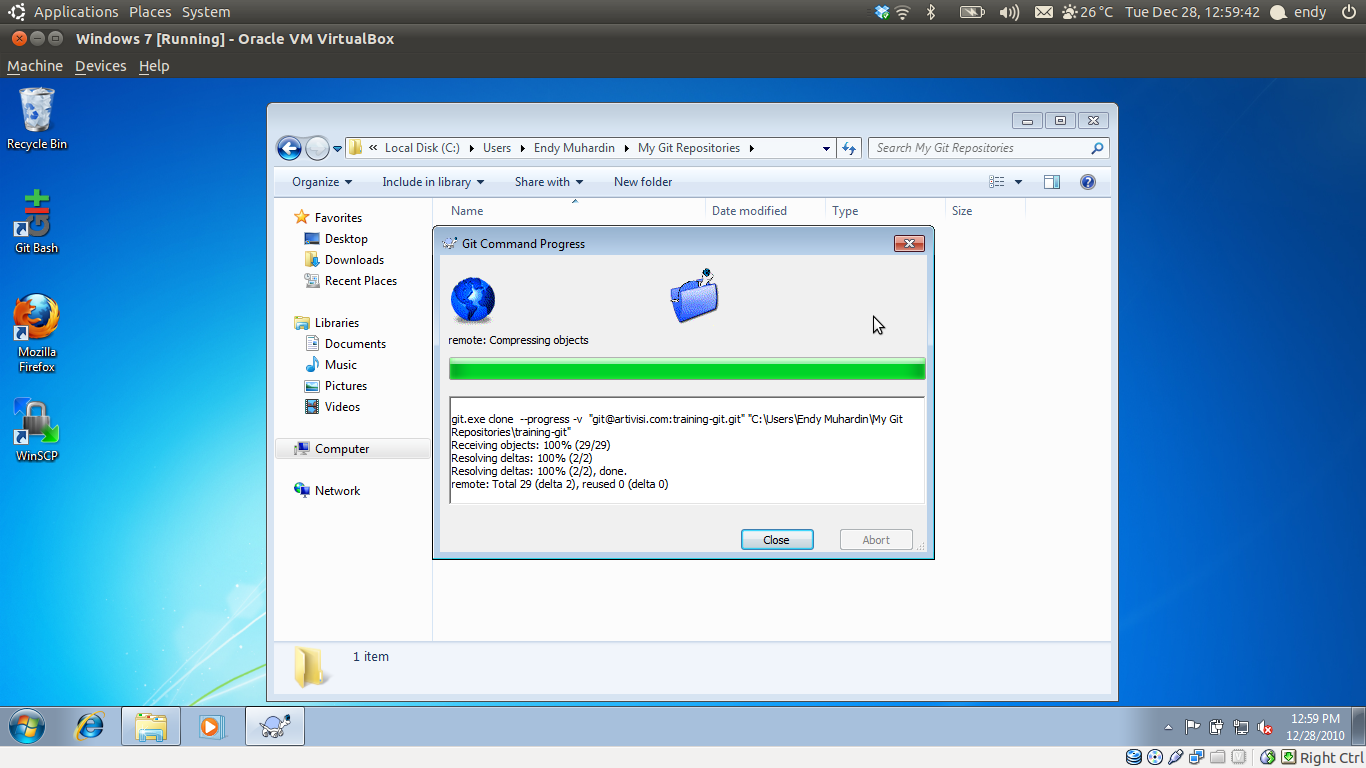 Applications Places System
26 °C Tue Dec 28, 12:59:42 endy
Windows 7 [Running] - Oracle VM VirtualBox
Machine Devices Help
Recycle Bin
Git Bash
Mozilla
Firefox
WinSCP
« Local Disk (C:) Users Endy Muhardin My Git Repositories
Search My Git Repositories
Organize Include in library Share with New folder
Name Date modified Type Size
Favorites
Desktop
Downloads
Recent Places
Libraries
Documents
Music
Pictures
Videos
Computer
Network
Git Command Progress
remote: Compressing objects
git.exe clone --progress -v "git@artivisi.com:training-git.git" "C:\Users\Endy Muhardin\My Git
Repositories\training-git"
Receiving objects: 100% (29/29)
Resolving deltas: 100% (2/2)
Resolving deltas: 100% (2/2), done.
remote: Total 29 (delta 2), reused 0 (delta 0)
Close Abort
1 item
12:59 PM
12/28/2010
Right Ctrl